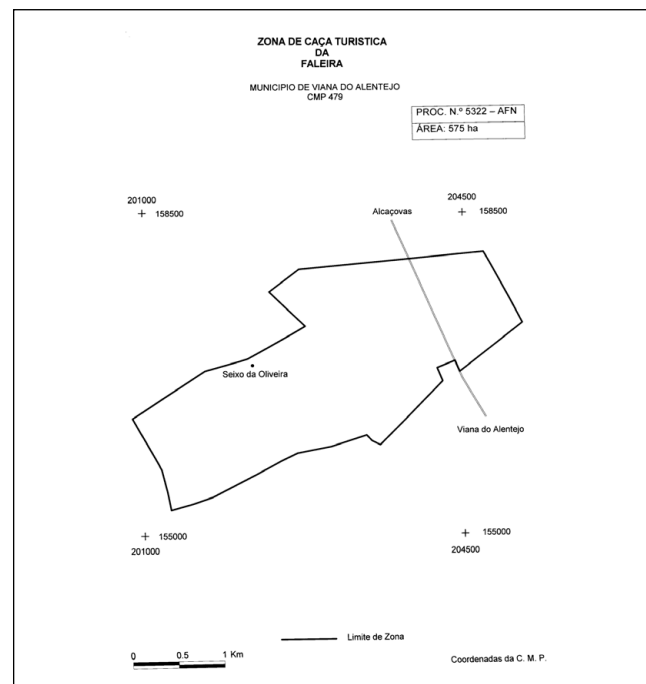 ZONA DE CAÇA TURISTICA
DA
FALEIRA
MUNICIPIO DE VIANA DO ALENTEJO
CMP 479
PROC. N.º 5322 – AFN
ÁREA: 575 ha
201000
158500
204500
158500
Alcaçovas
Seixo da Oliveira
Viana do Alentejo
155000
201000
155000
204500
Limite de Zona
0 0.5 1 Km
Coordenadas da C. M. P.